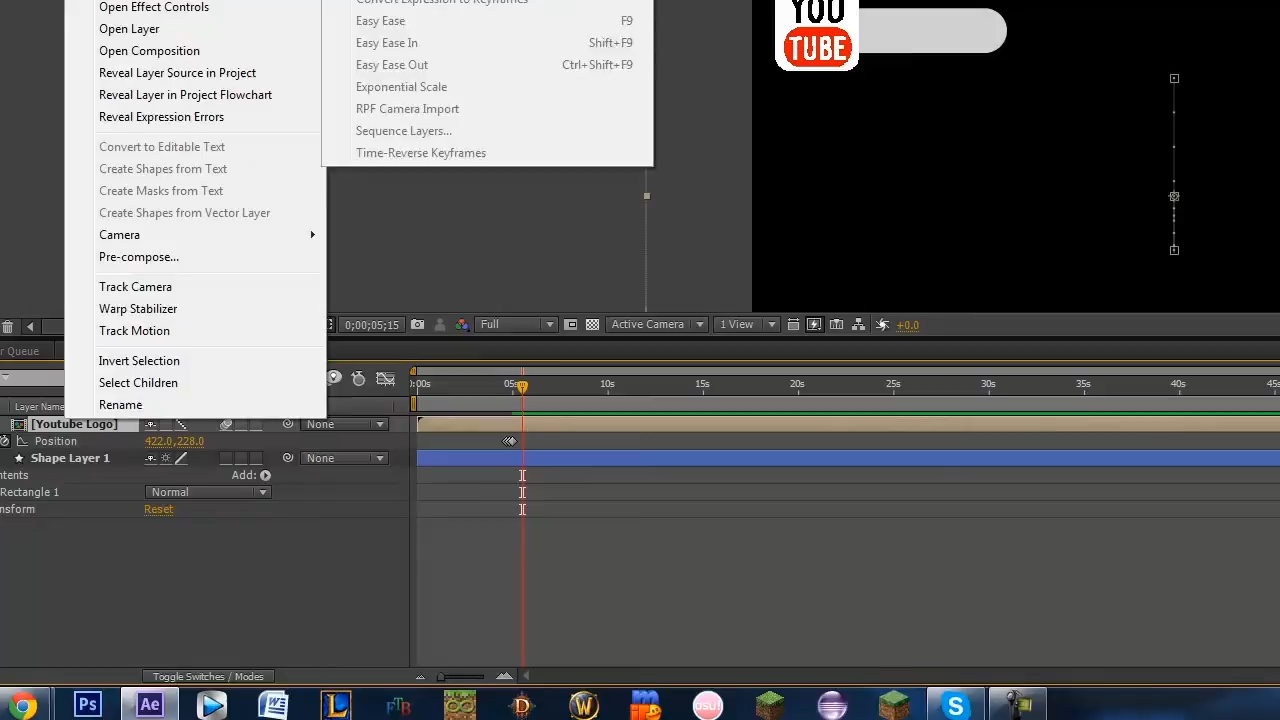 Open Effect Controls
Open Layer
Open Composition
Reveal Layer Source in Project
Reveal Layer in Project Flowchart
Reveal Expression Errors
Convert to Editable Text
Create Shapes from Text
Create Masks from Text
Create Shapes from Vector Layer
Camera
Pre-compose...
Track Camera
Warp Stabilizer
Track Motion
Invert Selection
Select Children
Rename
Convert Expression to Keyframes
Easy Ease F9
Easy Ease In Shift+F9
Easy Ease Out Ctrl+Shift+F9
Exponential Scale
RPF Camera Import
Sequence Layers...
Time-Reverse Keyframes
YOU
TUBE
0;00;05;15 Full Active Camera 1 View +0.0
r Queue
0:00s 05s 10s 15s 20s 25s 30s 35s 40s 45s
Layer Name
[Youtube Logo] None
Position 422.0,228.0
Shape Layer 1 None
ntents Add:
Rectangle 1 Normal
nsform Reset
Toggle Switches / Modes
Ps Ae W L FTB D W osu! S